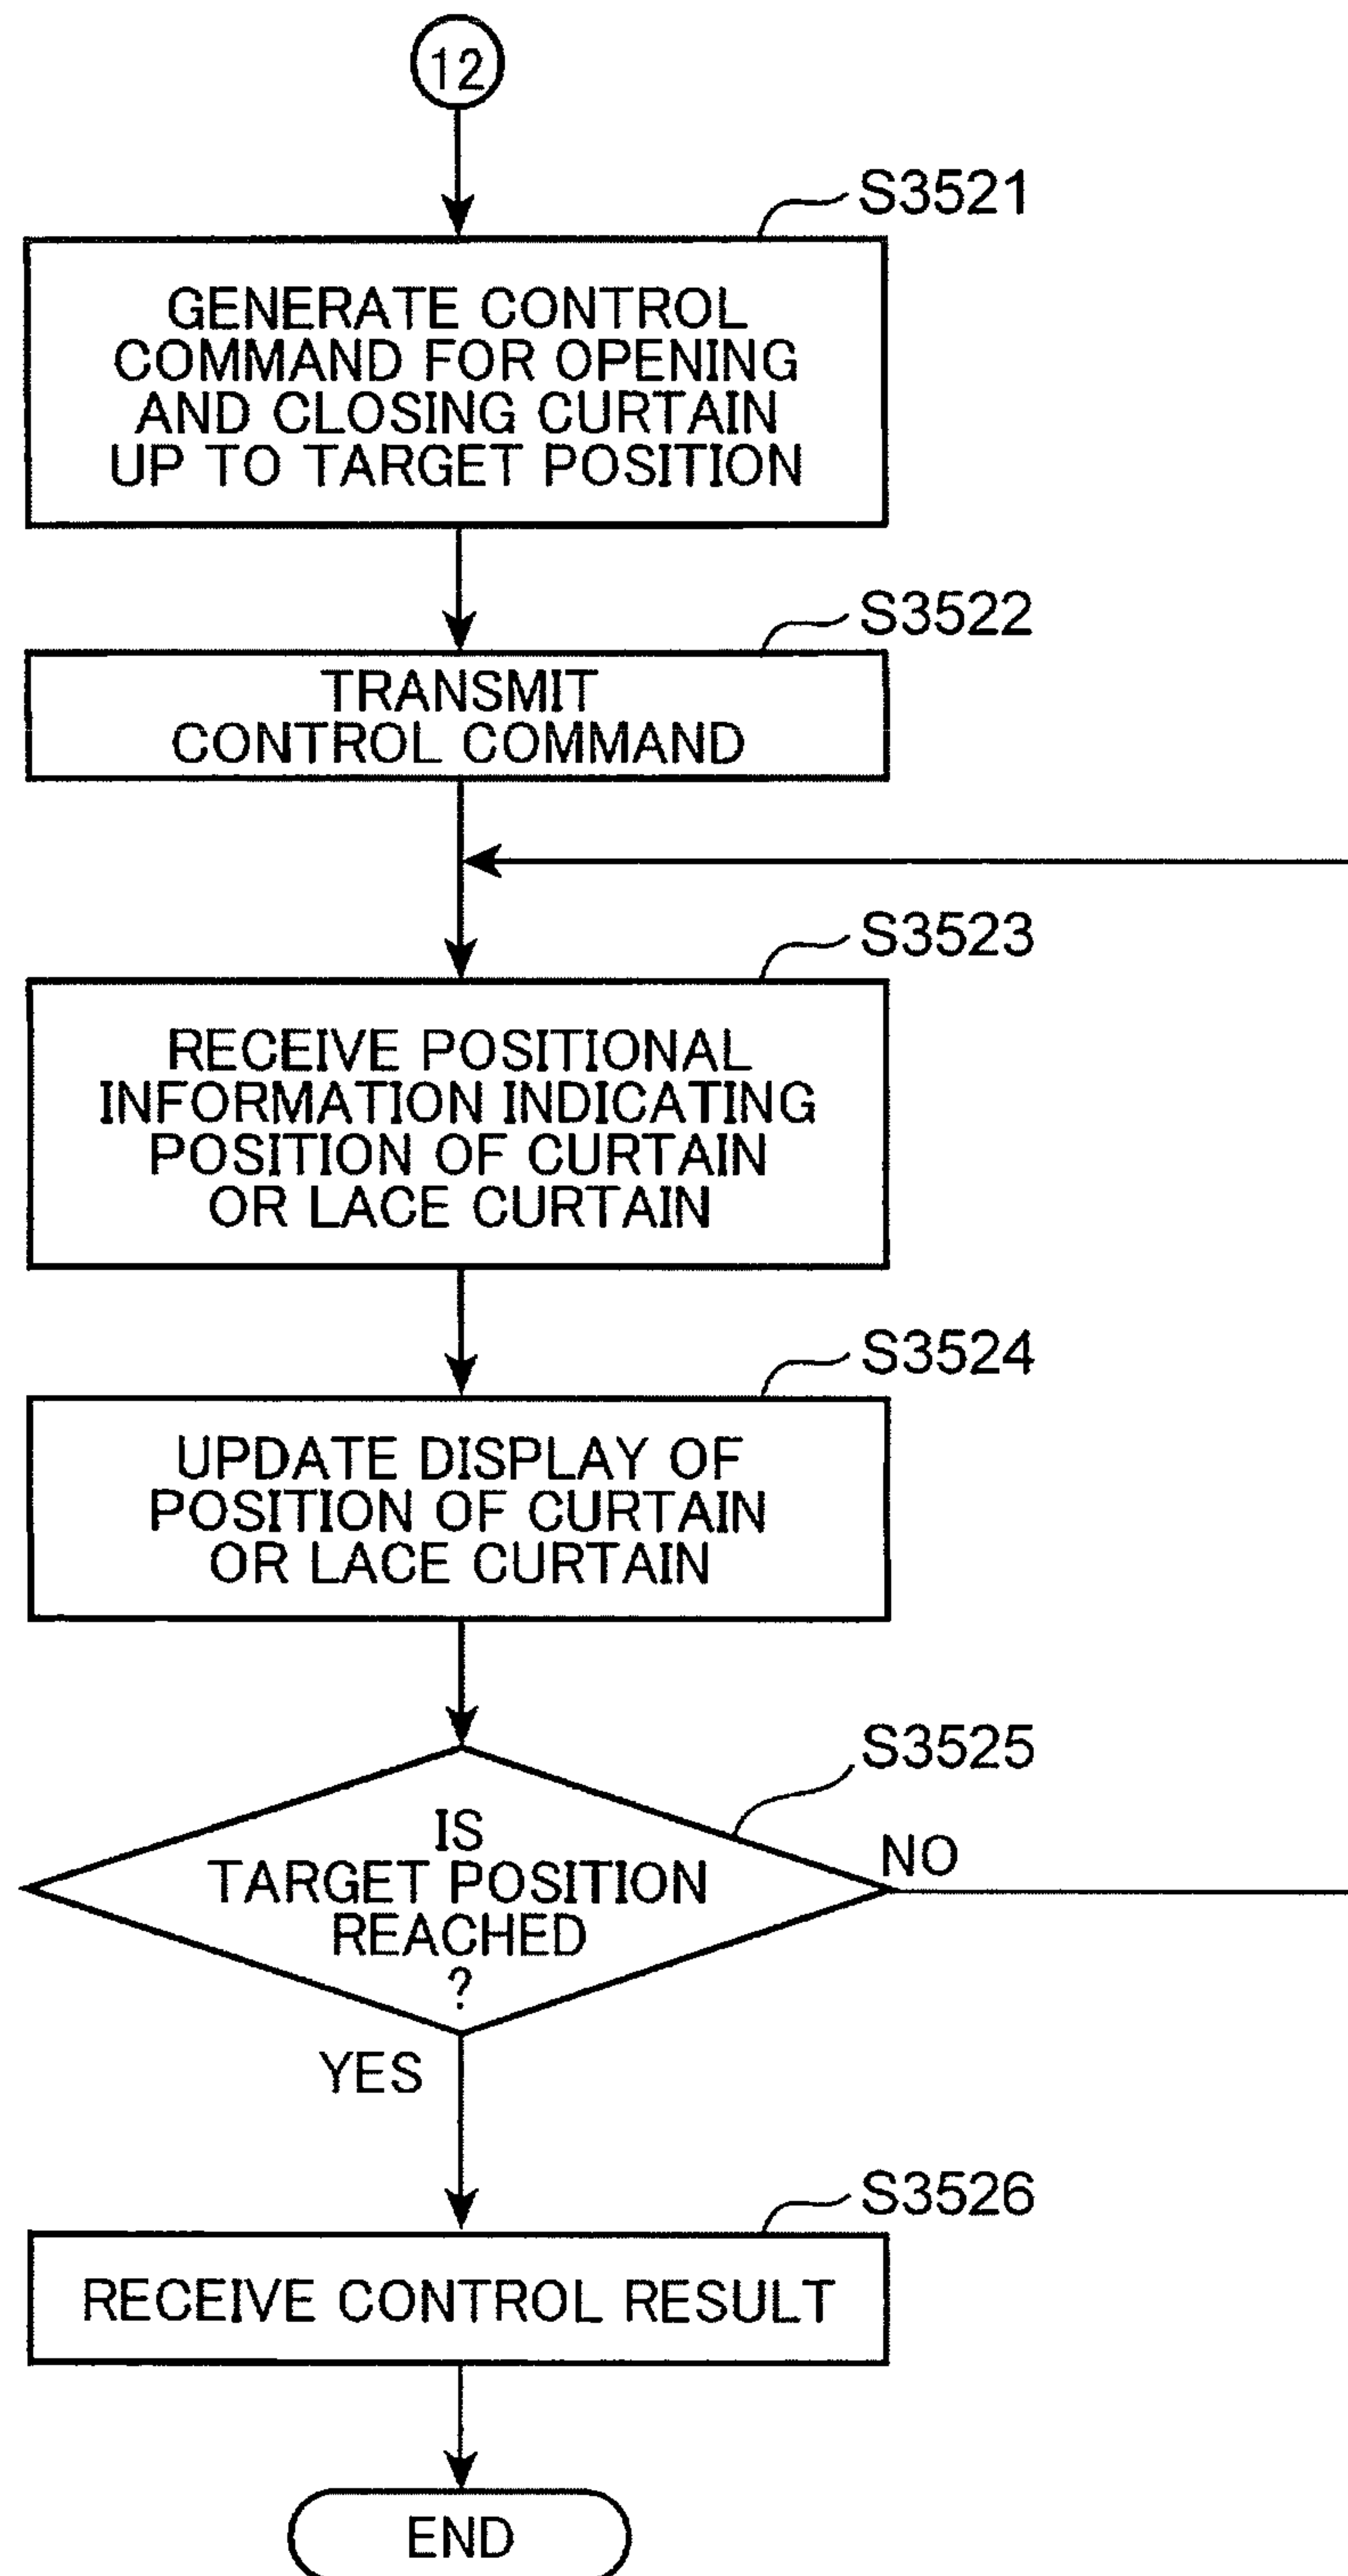 12
S3521
GENERATE CONTROL
COMMAND FOR OPENING
AND CLOSING CURTAIN
UP TO TARGET POSITION
S3522
TRANSMIT
CONTROL COMMAND
S3523
RECEIVE POSITIONAL
INFORMATION INDICATING
POSITION OF CURTAIN
OR LACE CURTAIN
S3524
UPDATE DISPLAY OF
POSITION OF CURTAIN
OR LACE CURTAIN
S3525
IS
TARGET POSITION
REACHED
?
NO
YES
S3526
RECEIVE CONTROL RESULT
END